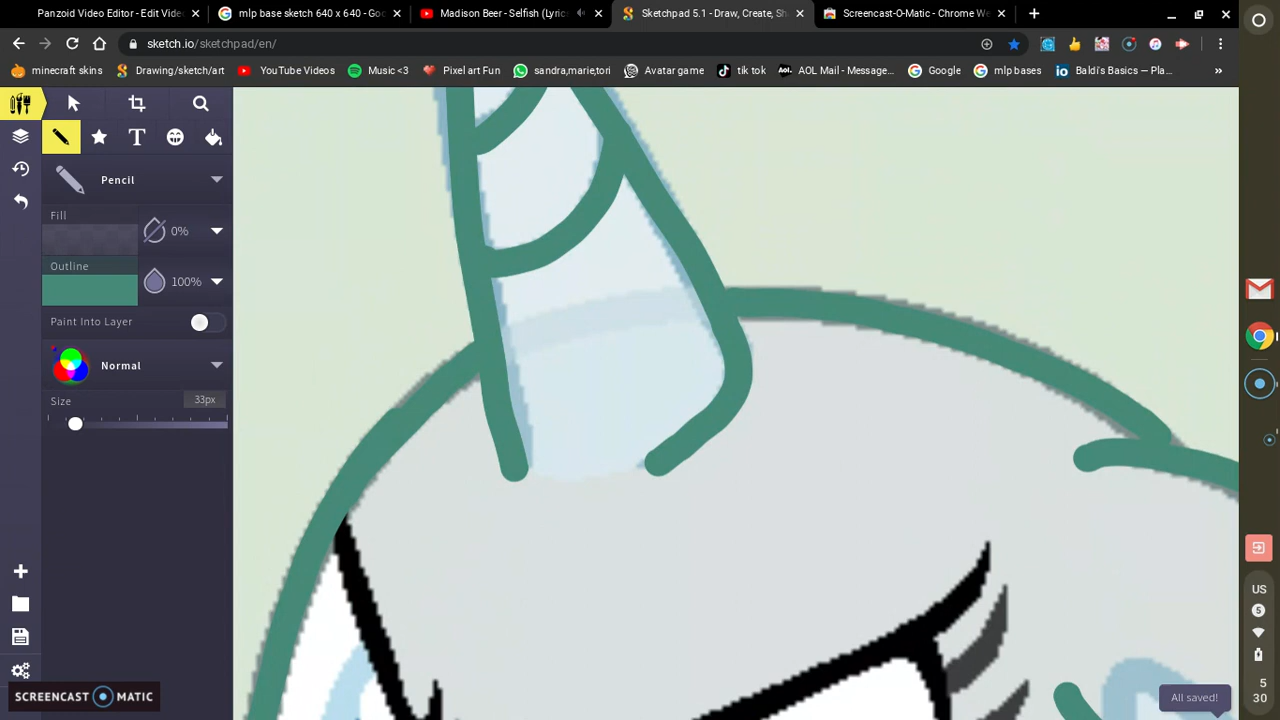 Panzoid Video Editor - Edit Vide
mlp base sketch 640 x 640 - Goo
Madison Beer - Selfish (Lyric
Sketchpad 5.1 - Draw, Create, Sh
Screencast-O-Matic - Chrome We
sketch.io/sketchpad/en/
minecraft skins
Drawing/sketch/art
YouTube Videos
Music <3
Pixel art Fun
sandra,marie,tori
Avatar game
tik tok
AOL Mail - Message...
Google
mlp bases
Baldi's Basics — Pla...
»
Pencil
Fill
0%
Outline
100%
Paint Into Layer
Normal
Size
33px
SCREENCAST O MATIC
All saved!
US
5
5
30